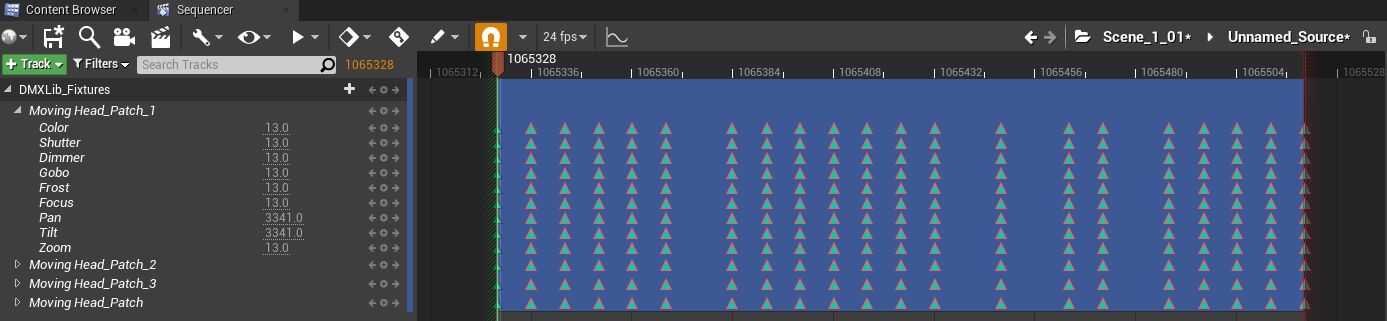 Content Browser Sequencer
24 fps Scene_1_01* Unnamed_Source*
Track Filters Search Tracks 1065328
1065328
1065312 1065336 1065360 1065384 1065408 1065432 1065456 1065480 1065504 1065528
DMXLib_Fixtures
Moving Head_Patch_1
Color 13.0
Shutter 13.0
Dimmer 13.0
Gobo 13.0
Frost 13.0
Focus 13.0
Pan 3341.0
Tilt 3341.0
Zoom 13.0
Moving Head_Patch_2
Moving Head_Patch_3
Moving Head_Patch